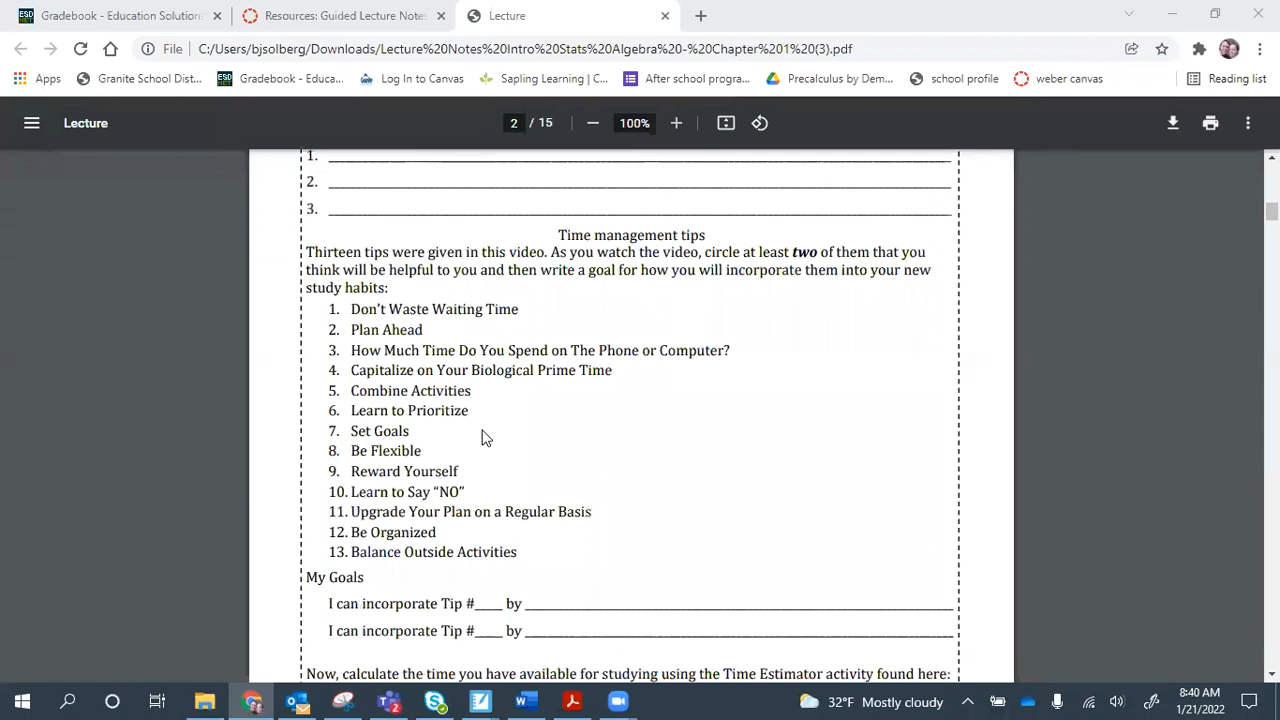 Gradebook - Education Solution
Resources: Guided Lecture Note
Lecture
File
C:/Users/bjsolberg/Downloads/Lecture%20Notes%20Intro%20Stats%20Algebra%20-%20Chapter%201%20(3).pdf
Apps
Granite School Dist...
Gradebook - Educa...
Log In to Canvas
Sapling Learning | C...
After school progra...
Precalculus by Dem...
school profile
weber canvas
Reading list
Lecture
2 / 15
100%
1.
2.
3.
Time management tips
Thirteen tips were given in this video. As you watch the video, circle at least two of them that you
think will be helpful to you and then write a goal for how you will incorporate them into your new
study habits:
1. Don't Waste Waiting Time
2. Plan Ahead
3. How Much Time Do You Spend on The Phone or Computer?
4. Capitalize on Your Biological Prime Time
5. Combine Activities
6. Learn to Prioritize
7. Set Goals
8. Be Flexible
9. Reward Yourself
10. Learn to Say "NO"
11. Upgrade Your Plan on a Regular Basis
12. Be Organized
13. Balance Outside Activities
My Goals
I can incorporate Tip #____ by
I can incorporate Tip #____ by
Now, calculate the time you have available for studying using the Time Estimator activity found here:
32°F Mostly cloudy
8:40 AM
1/21/2022